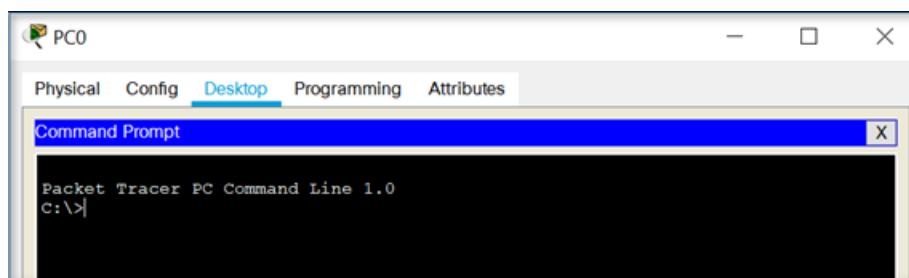 PC0
Physical Config Desktop Programming Attributes
Command Prompt X
Packet Tracer PC Command Line 1.0
C:\>